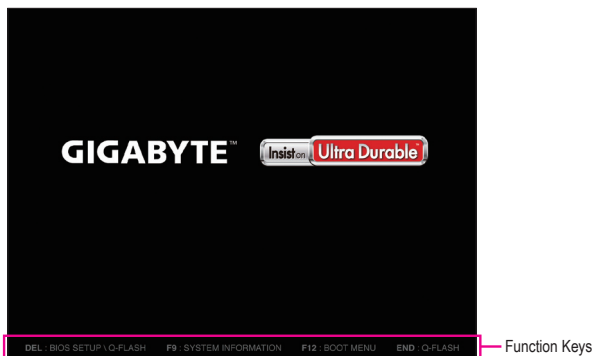 GIGABYTE™ Insist on Ultra Durable™
DEL : BIOS SETUP \ Q-FLASH F9 : SYSTEM INFORMATION F12 : BOOT MENU END : Q-FLASH
Function Keys